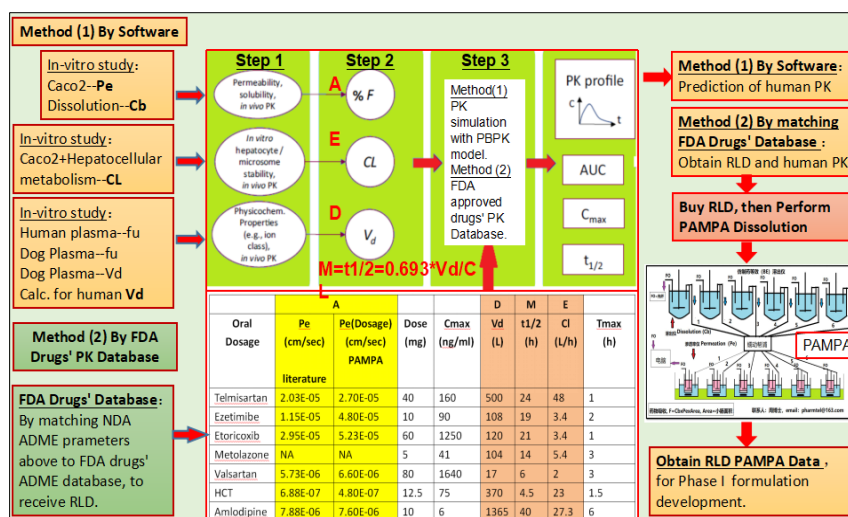 Method (1) By Software
In-vitro study:
Caco2--Pe
Dissolution--Cb
In-vitro study:
Caco2+Hepatocellular
metabolism--CL
In-vitro study:
Human plasma--fu
Dog Plasma--fu
Dog Plasma--Vd
Calc. for human Vd
Method (2) By FDA
Drugs' PK Database
FDA Drugs' Database:
By matching NDA
ADME prameters
above to FDA drugs'
ADME database, to
receive RLD.
Step 1
Permeability,
solubility,
in vivo PK
In vitro
hepatocyte /
microsome
stability,
in vivo PK
Physicochem.
Properties
(e.g., ion
class),
in vivo PK
Step 2
A
% F
E
CL
D
Vd
M=t1/2=0.693*Vd/C
L
Step 3
Method(1)
PK
simulation
with PBPK
model.
Method (2)
FDA
approved
drugs' PK
Database.
PK profile
C
t
AUC
Cmax
t1/2
A D M E
Oral Dosage Pe (cm/sec) literature Pe(Dosage) (cm/sec) PAMPA Dose (mg) Cmax (ng/ml) Vd (L) t1/2 (h) Cl (L/h) Tmax (h)
Telmisartan 2.03E-05 2.70E-05 40 160 500 24 48 1
Ezetimibe 1.15E-05 4.80E-05 10 90 108 19 3.4 2
Etoricoxib 2.95E-05 5.23E-05 60 1250 120 21 3.4 1
Metolazone NA NA 5 41 104 14 5.4 3
Valsartan 5.73E-06 6.60E-06 80 1640 17 6 2 3
HCT 6.88E-07 4.80E-07 12.5 75 370 4.5 23 1.5
Amlodipine 7.88E-06 7.60E-06 10 6 1365 40 27.3 6
Method (1) By Software:
Prediction of human PK
Method (2) By matching
FDA Drugs' Database :
Obtain RLD and human PK
Buy RLD, then Perform
PAMPA Dissolution
Dissolution (Cb)
Permeation (Pe)
PAMPA
Obtain RLD PAMPA Data ,
for Phase I formulation
development.